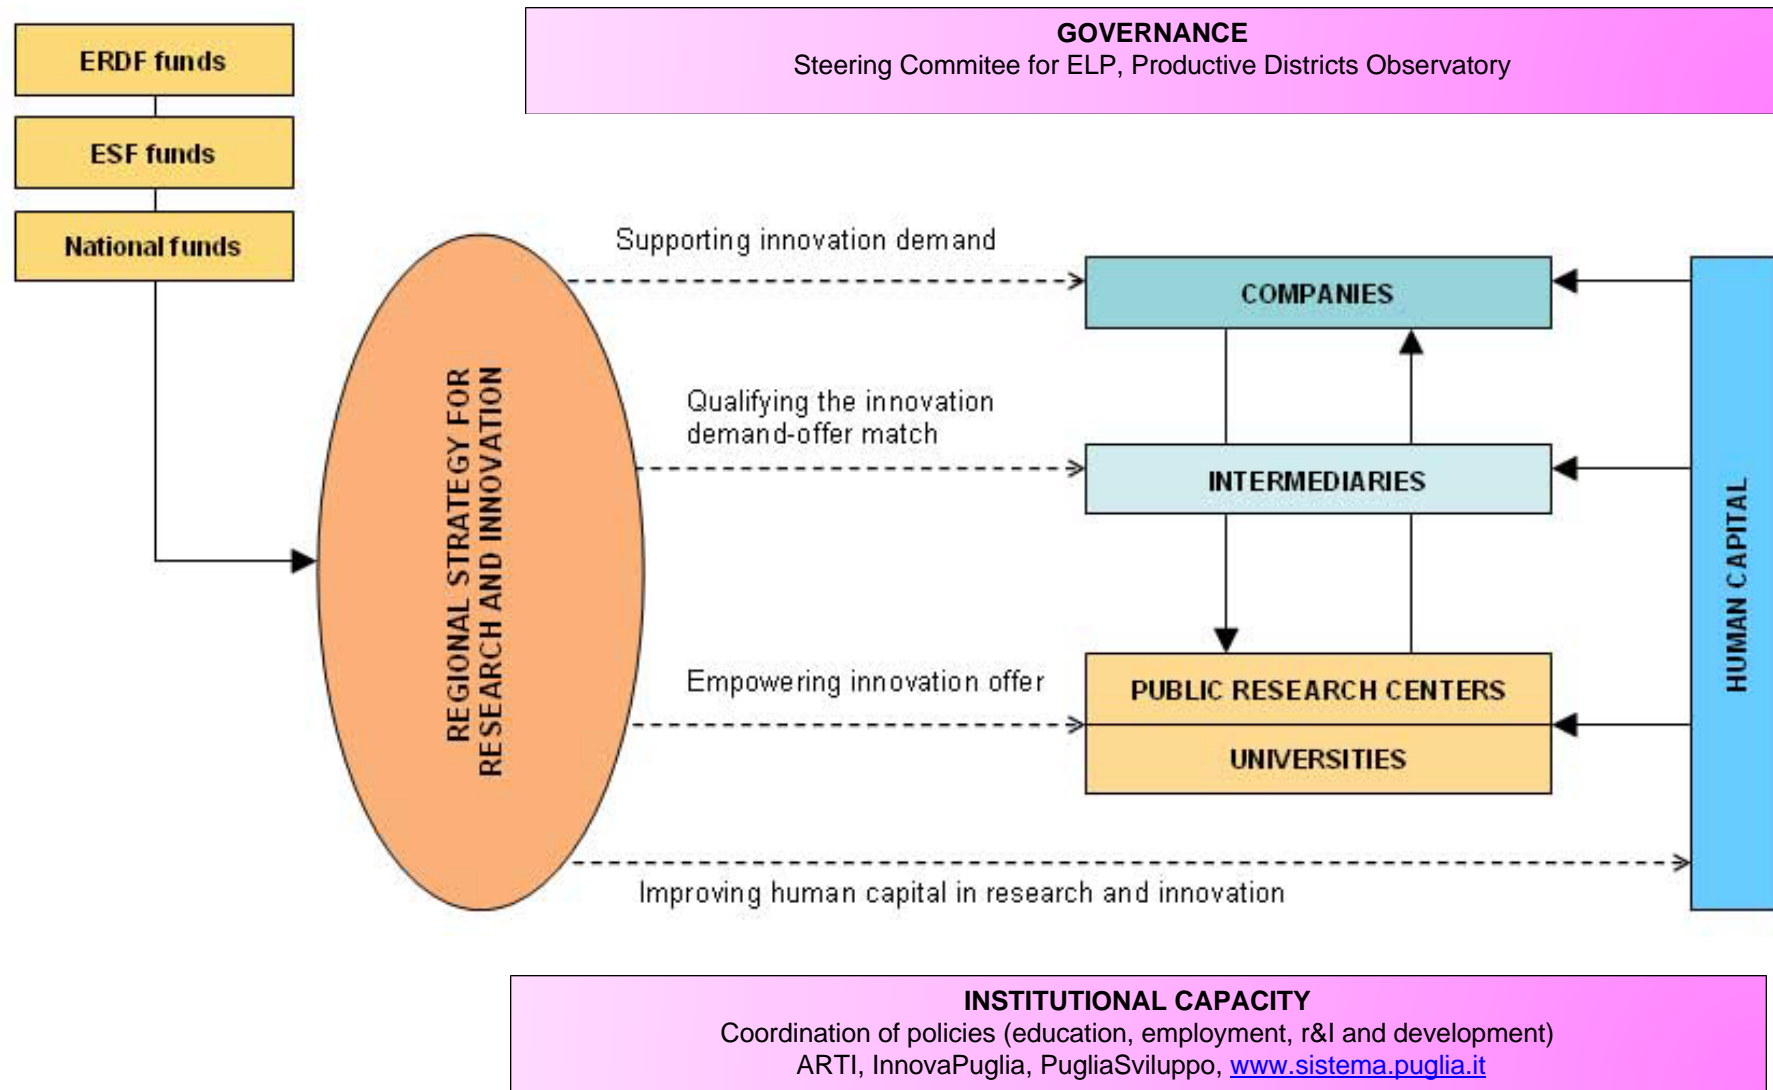 GOVERNANCE
Steering Commitee for ELP, Productive Districts Observatory
ERDF funds
ESF funds
National funds
REGIONAL STRATEGY FOR
RESEARCH AND INNOVATION
Supporting innovation demand
Qualifying the innovation
demand-offer match
Empowering innovation offer
Improving human capital in research and innovation
COMPANIES
INTERMEDIARIES
PUBLIC RESEARCH CENTERS
UNIVERSITIES
HUMAN CAPITAL
INSTITUTIONAL CAPACITY
Coordination of policies (education, employment, r&I and development)
ARTI, InnovaPuglia, PugliaSviluppo, www.sistema.puglia.it